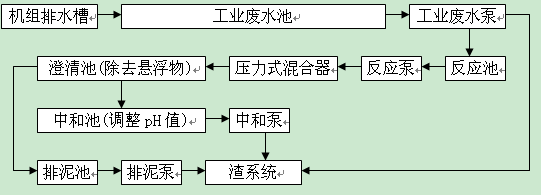 机组排水槽
工业废水池
工业废水泵
澄清池(除去悬浮物)
压力式混合器
反应泵
反应池
中和池(调整 pH 值)
中和泵
排泥池
排泥泵
渣系统